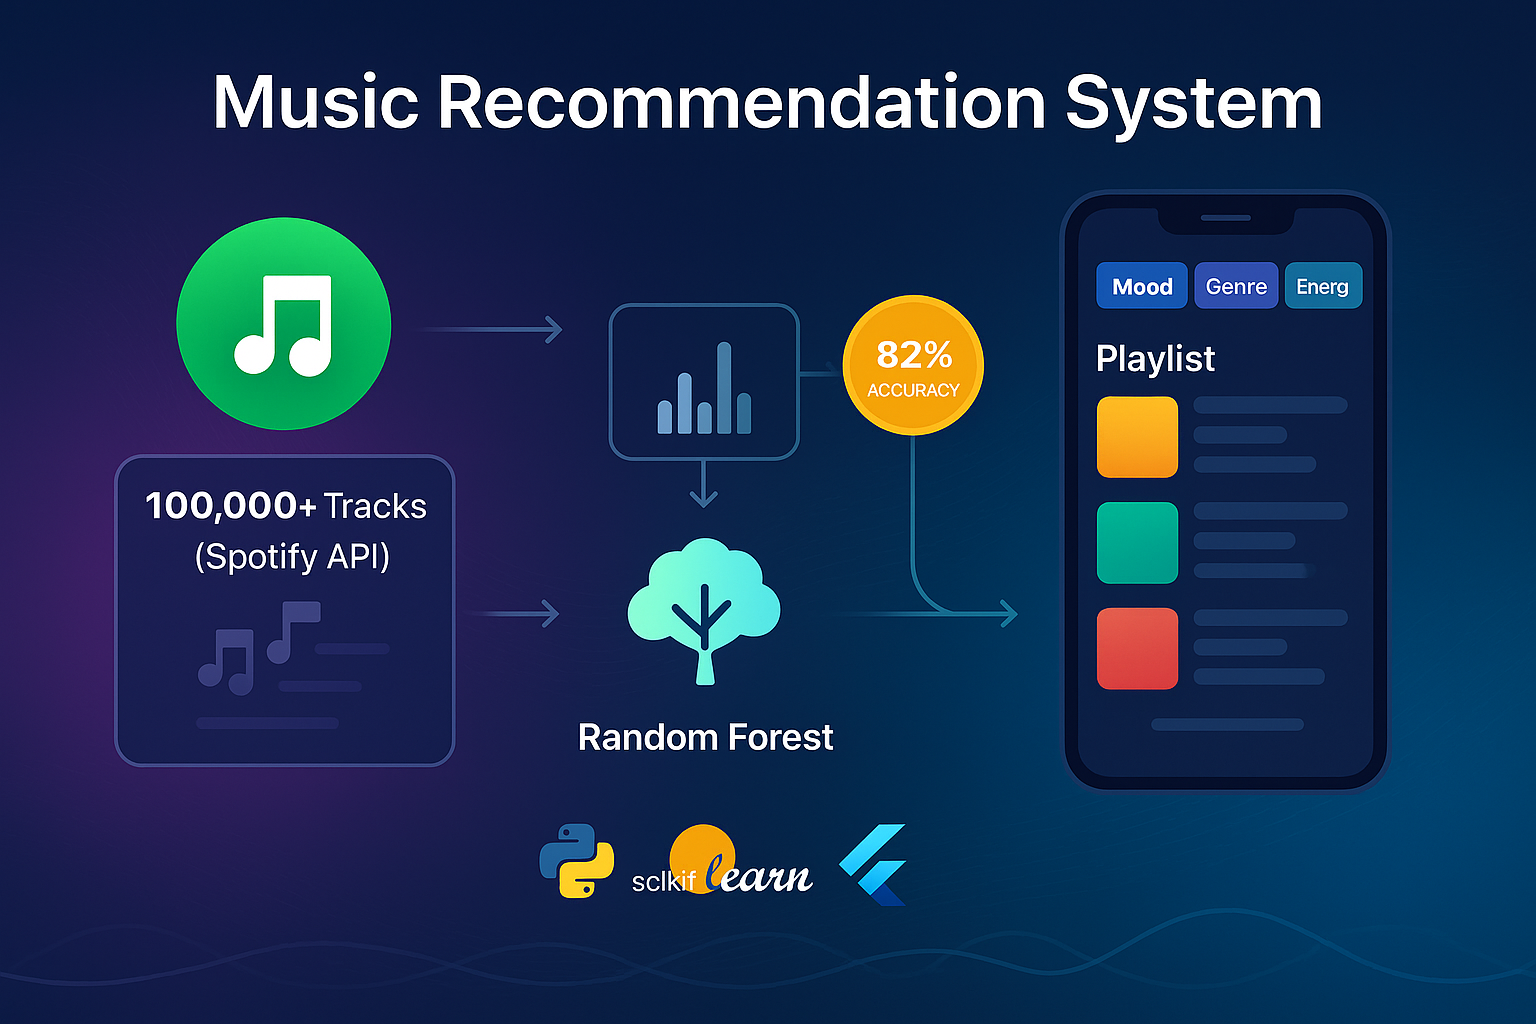 Music Recommendation System
100,000+ Tracks
(Spotify API)
82%
ACCURACY
Random Forest
Mood
Genre
Energ
Playlist
sclkif learn